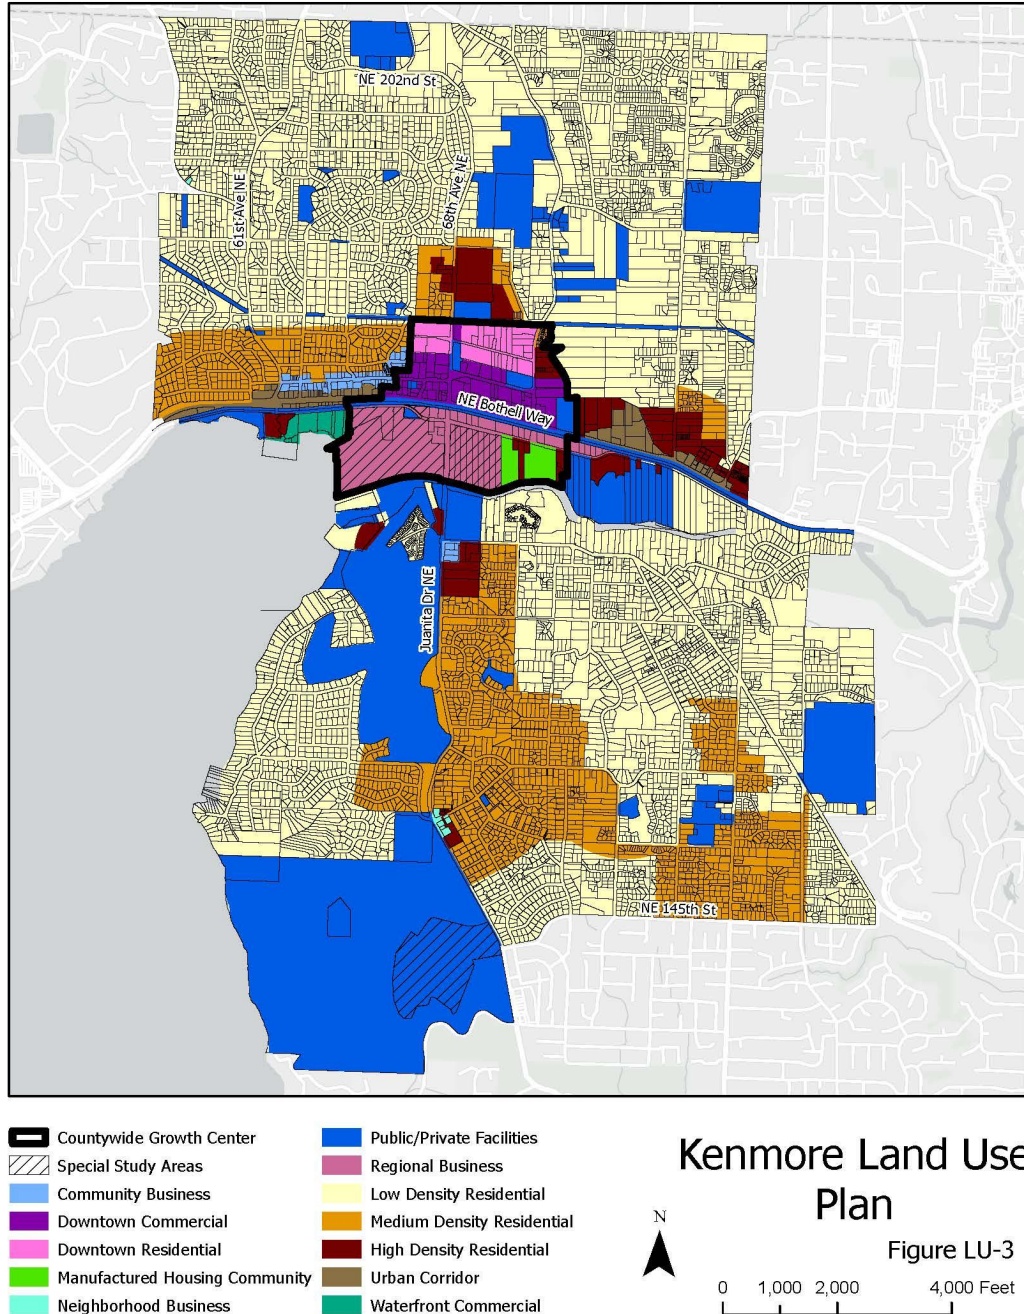 NE 202nd St
61st Ave NE
68th Ave NE
NE Bothell Way
Juanita Dr NE
NE 145th St
Countywide Growth Center
Special Study Areas
Community Business
Downtown Commercial
Downtown Residential
Manufactured Housing Community
Neighborhood Business
Public/Private Facilities
Regional Business
Low Density Residential
Medium Density Residential
High Density Residential
Urban Corridor
Waterfront Commercial
Kenmore Land Use
Plan
Figure LU-3
N
0 1,000 2,000 4,000 Feet